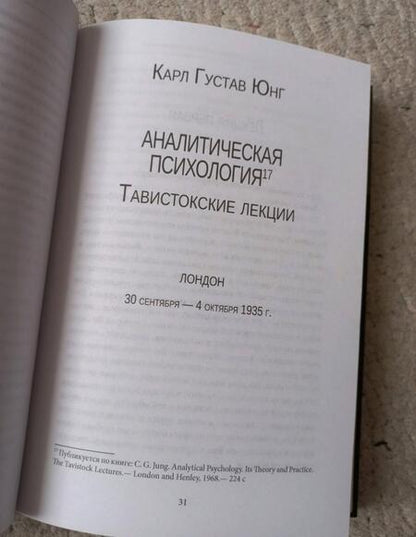 Карл Густав Юнг
АНАЛИТИЧЕСКАЯ
ПСИХОЛОГИЯ17
Тавистокские лекции
ЛОНДОН
30 сентября — 4 октября 1935 г.
17 Публикуется по книге: C. G. Jung. Analytical Psychology. Its Theory and Practice.
The Tavistock Lectures.— London and Henley, 1968.— 224 с
31